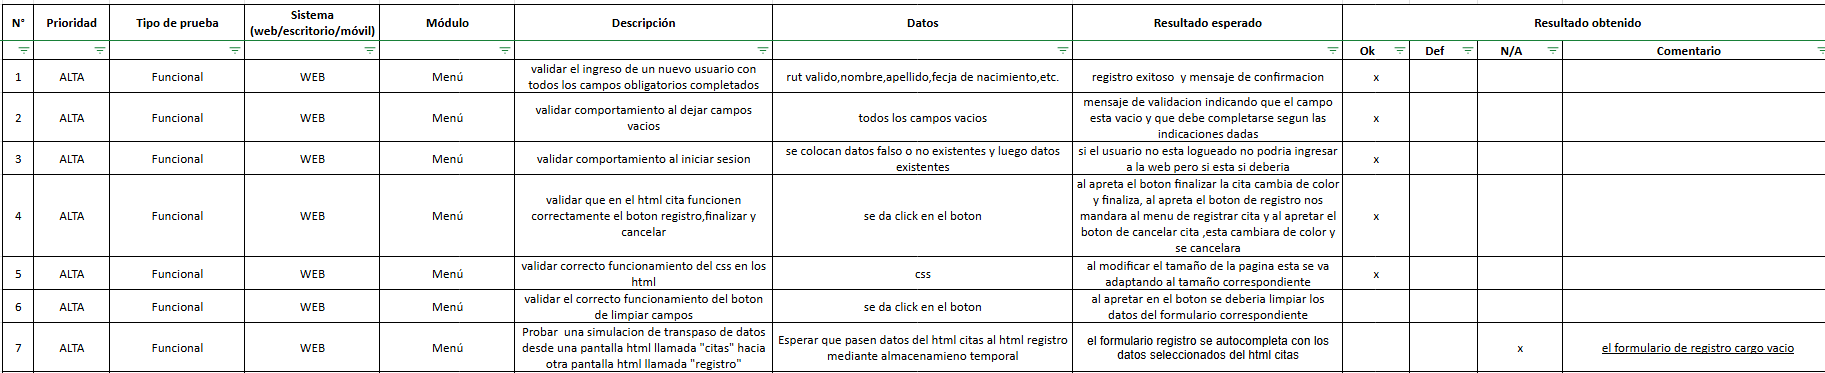 N° Prioridad Tipo de prueba Sistema (web/escritorio/móvil) Módulo Descripción Datos Resultado esperado Resultado obtenido
Ok Def N/A Comentario
1 ALTA Funcional WEB Menú validar el ingreso de un nuevo usuario con todos los campos obligatorios completados rut valido,nombre,apellido,fecja de nacimiento,etc. registro exitoso y mensaje de confirmacion x
2 ALTA Funcional WEB Menú validar comportamiento al dejar campos vacios todos los campos vacios mensaje de validacion indicando que el campo esta vacio y que debe completarse segun las indicaciones dadas x
3 ALTA Funcional WEB Menú validar comportamiento al iniciar sesion se colocan datos falso o no existentes y luego datos existentes si el usuario no esta logueado no podria ingresar a la web pero si esta si deberia x
4 ALTA Funcional WEB Menú validar que en el html cita funcionen correctamente el boton registro,finalizar y cancelar se da click en el boton al apreta el boton finalizar la cita cambia de color y finaliza, al apreta el boton de registro nos mandara al menu de registrar cita y al apretar el boton de cancelar cita ,esta cambiara de color y se cancelara x
5 ALTA Funcional WEB Menú validar correcto funcionamiento del css en los html css al modificar el tamaño de la pagina esta se va adaptando al tamaño correspondiente x
6 ALTA Funcional WEB Menú validar el correcto funcionamiento del boton de limpiar campos se da click en el boton al apretar en el boton se deberia limpiar los datos del formulario correspondiente
7 ALTA Funcional WEB Menú Probar una simulacion de transpaso de datos desde una pantalla html llamada "citas" hacia otra pantalla html llamada "registro" Esperar que pasen datos del html citas al html registro mediante almacenamieno temporal el formulario registro se autocompleta con los datos seleccionados del html citas x el formulario de registro cargo vacio